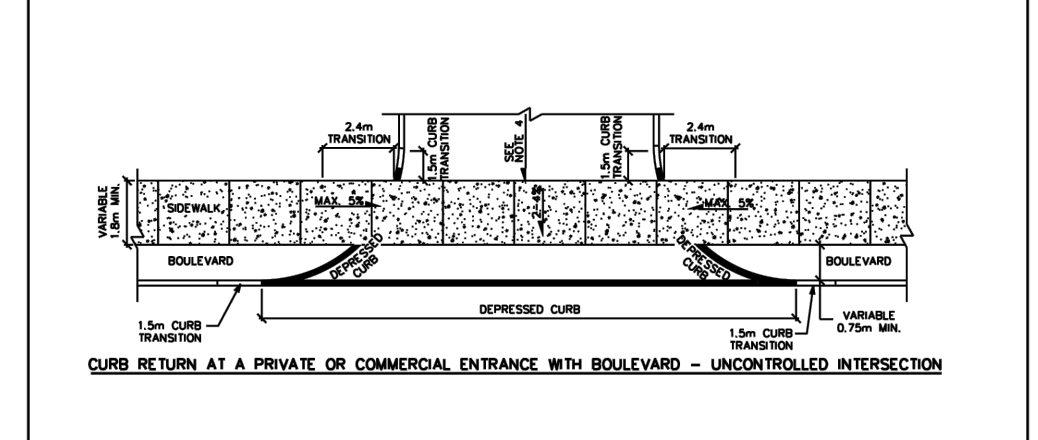 2.4m
TRANSITION
1.5m CURB
TRANSITION
SEE
NOTE 4
1.5m CURB
TRANSITION
2.4m
TRANSITION
VARIABLE
1.8m MIN.
SIDEWALK
MAX. 5%
2-4%
MAX. 5%
BOULEVARD
DEPRESSED
CURB
DEPRESSED
CURB
BOULEVARD
DEPRESSED CURB
1.5m CURB
TRANSITION
1.5m CURB
TRANSITION
VARIABLE
0.75m MIN.
CURB RETURN AT A PRIVATE OR COMMERCIAL ENTRANCE WITH BOULEVARD - UNCONTROLLED INTERSECTION